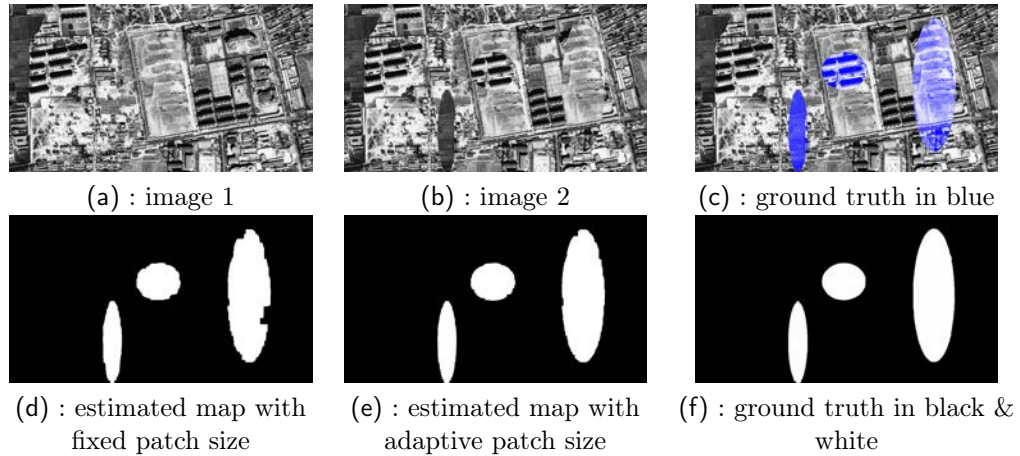 (a) : image 1
(b) : image 2
(c) : ground truth in blue
(d) : estimated map with
fixed patch size
(e) : estimated map with
adaptive patch size
(f) : ground truth in black &
white